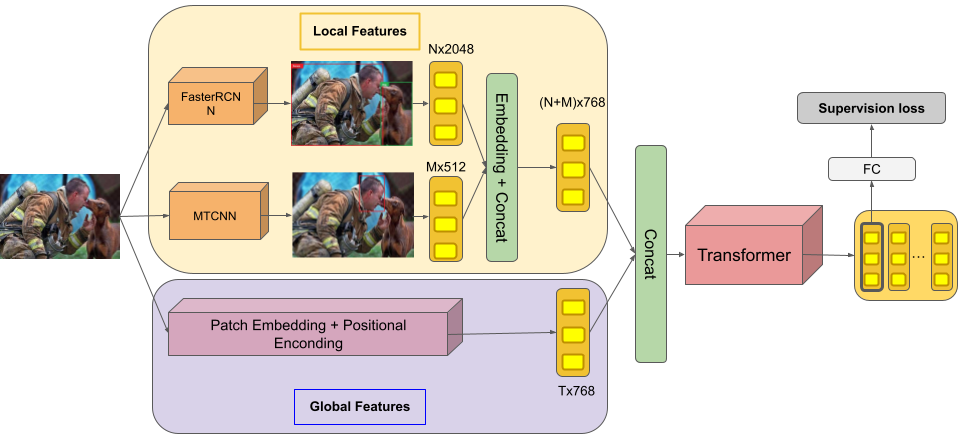 Local Features
Nx2048
FasterRCN
N
Embedding + Concat
(N+M)x768
Supervision loss
Mx512
MTCNN
FC
Concat
Transformer
...
Patch Embedding + Positional
Enconding
Tx768
Global Features